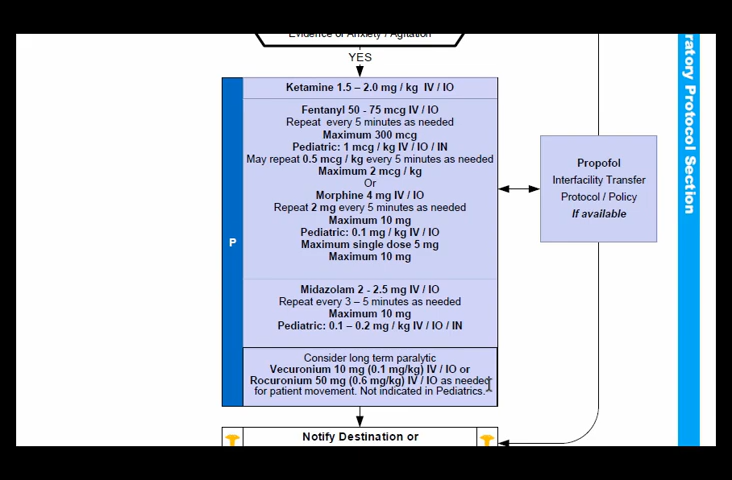 Evidence of Anxiety / Agitation
YES
Ketamine 1.5 – 2.0 mg / kg IV / IO
Fentanyl 50 - 75 mcg IV / IO
Repeat every 5 minutes as needed
Maximum 300 mcg
Pediatric: 1 mcg / kg IV / IO / IN
May repeat 0.5 mcg / kg every 5 minutes as needed
Maximum 2 mcg / kg
Or
Morphine 4 mg IV / IO
Repeat 2 mg every 5 minutes as needed
Maximum 10 mg
Pediatric: 0.1 mg / kg IV / IO
Maximum single dose 5 mg
Maximum 10 mg
P
Midazolam 2 - 2.5 mg IV / IO
Repeat every 3 – 5 minutes as needed
Maximum 10 mg
Pediatric: 0.1 – 0.2 mg / kg IV / IO / IN
Consider long term paralytic
Vecuronium 10 mg (0.1 mg/kg) IV / IO or
Rocuronium 50 mg (0.6 mg/kg) IV / IO as needed
for patient movement. Not indicated in Pediatrics.
Propofol
Interfacility Transfer
Protocol / Policy
If available
Notify Destination or
ratory Protocol Section